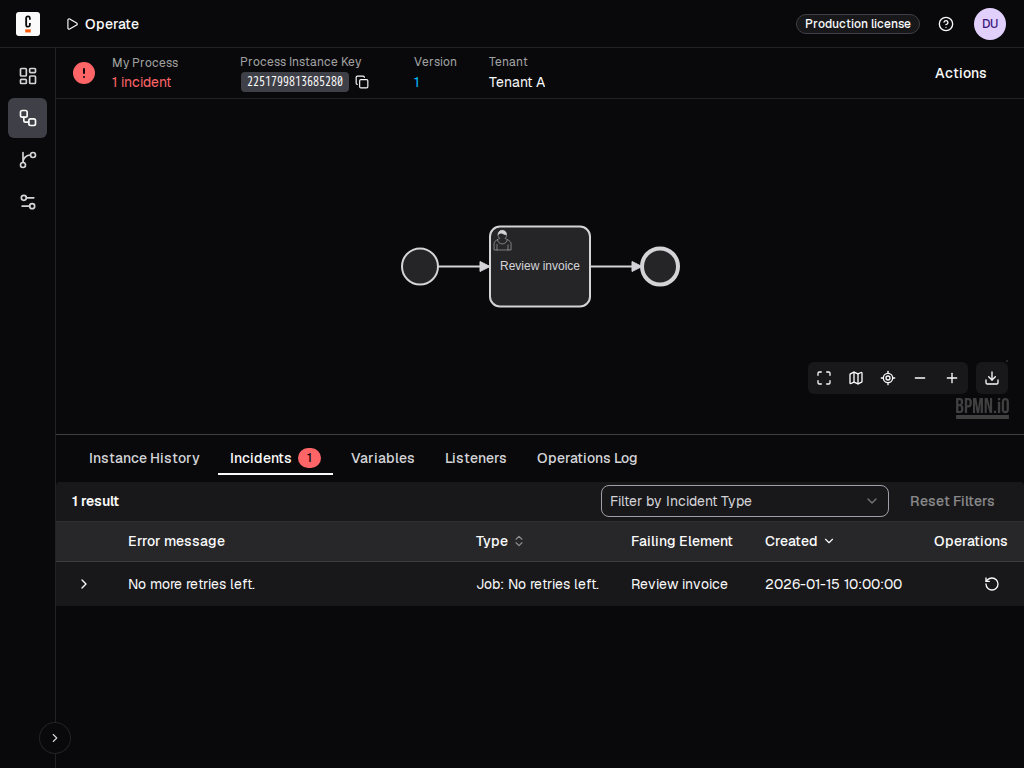 C
Operate
Production license
DU
My Process
1 incident
Process Instance Key
2251799813685280
Version
1
Tenant
Tenant A
Actions
Review invoice
BPMN.iO
Instance History
Incidents 1
Variables
Listeners
Operations Log
1 result
Filter by Incident Type
Reset Filters
Error message
Type
Failing Element
Created
Operations
No more retries left.
Job: No retries left.
Review invoice
2026-01-15 10:00:00